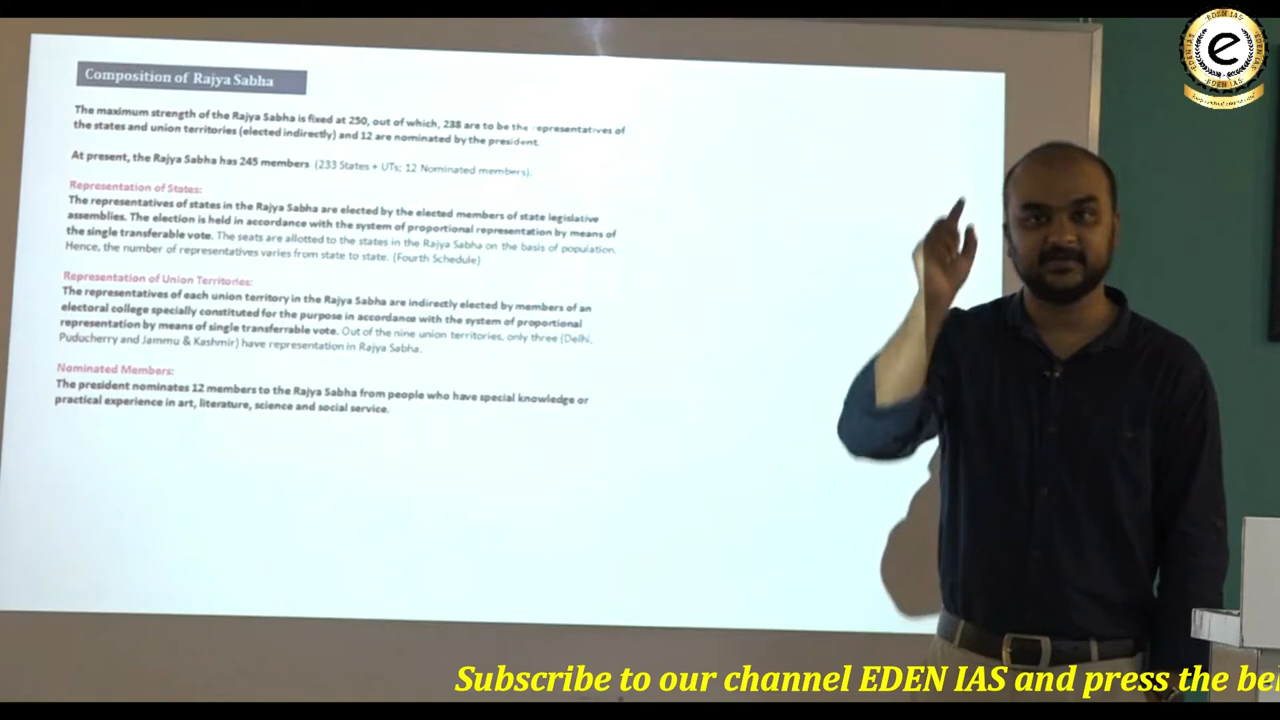 Composition of Rajya Sabha
The maximum strength of the Rajya Sabha is fixed at 250, out of which, 238 are to be the representatives of
the states and union territories (elected indirectly) and 12 are nominated by the president.
At present, the Rajya Sabha has 245 members (233 States + UTs; 12 Nominated members).
Representation of States:
The representatives of states in the Rajya Sabha are elected by the elected members of state legislative
assemblies. The election is held in accordance with the system of proportional representation by means of
the single transferable vote. The seats are allotted to the states in the Rajya Sabha on the basis of population.
Hence, the number of representatives varies from state to state. (Fourth Schedule)
Representation of Union Territories:
The representatives of each union territory in the Rajya Sabha are indirectly elected by members of an
electoral college specially constituted for the purpose in accordance with the system of proportional
representation by means of single transferrable vote. Out of the nine union territories, only three (Delhi,
Puducherry and Jammu & Kashmir) have representation in Rajya Sabha.
Nominated Members:
The president nominates 12 members to the Rajya Sabha from people who have special knowledge or
practical experience in art, literature, science and social service.
EDEN IAS
e
EDEN IAS
Subscribe to our channel EDEN IAS and press the bel